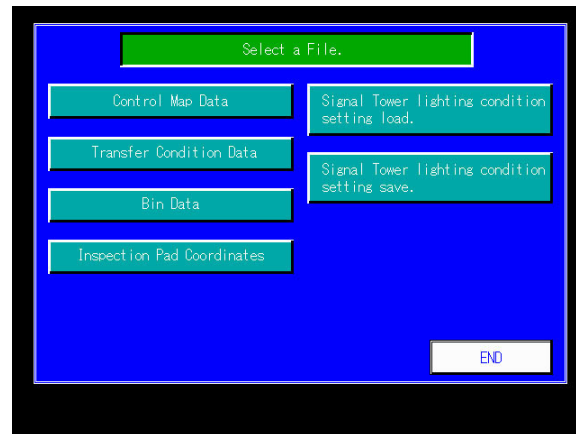 Select a File.
Control Map Data
Transfer Condition Data
Bin Data
Inspection Pad Coordinates
Signal Tower lighting condition
setting load.
Signal Tower lighting condition
setting save.
END